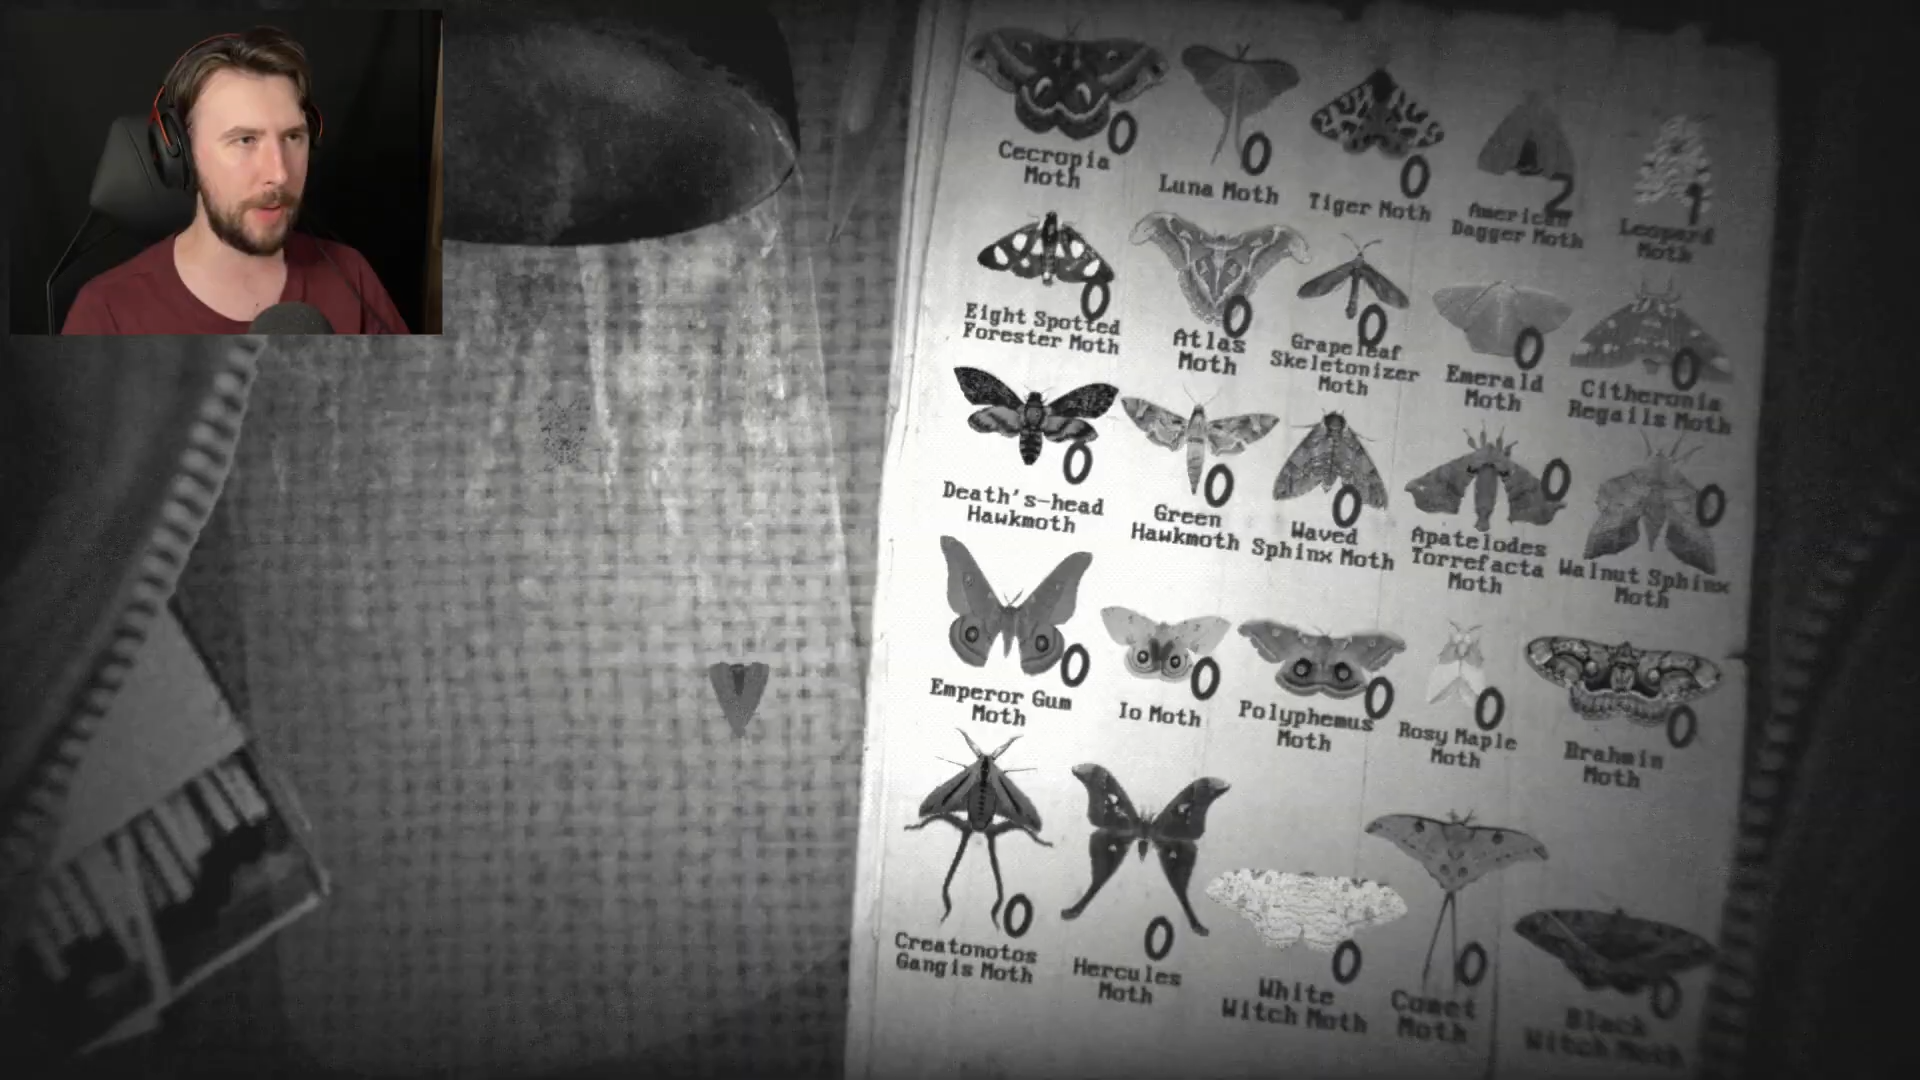 0
Cecropia
Moth
0
Luna Moth
0
Tiger Moth
2
American
Dagger Moth
1
Leopard
Moth
0
Eight Spotted
Forester Moth
0
Atlas
Moth
0
Grapeleaf
Skeletonizer
Moth
0
Emerald
Moth
0
Citheronia
Regails Moth
0
Death's-head
Hawkmoth
0
Green
Hawkmoth
0
Waved
Sphinx Moth
0
Apatelodes
Torrefacta
Moth
0
Walnut Sphinx
Moth
0
Emperor Gum
Moth
0
Io Moth
0
Polyphemus
Moth
0
Rosy Maple
Moth
0
Brahmin
Moth
0
Creatonotos
Gangis Moth
0
Hercules
Moth
0
White
Witch Moth
0
Comet
Moth
0
Black
Witch Moth